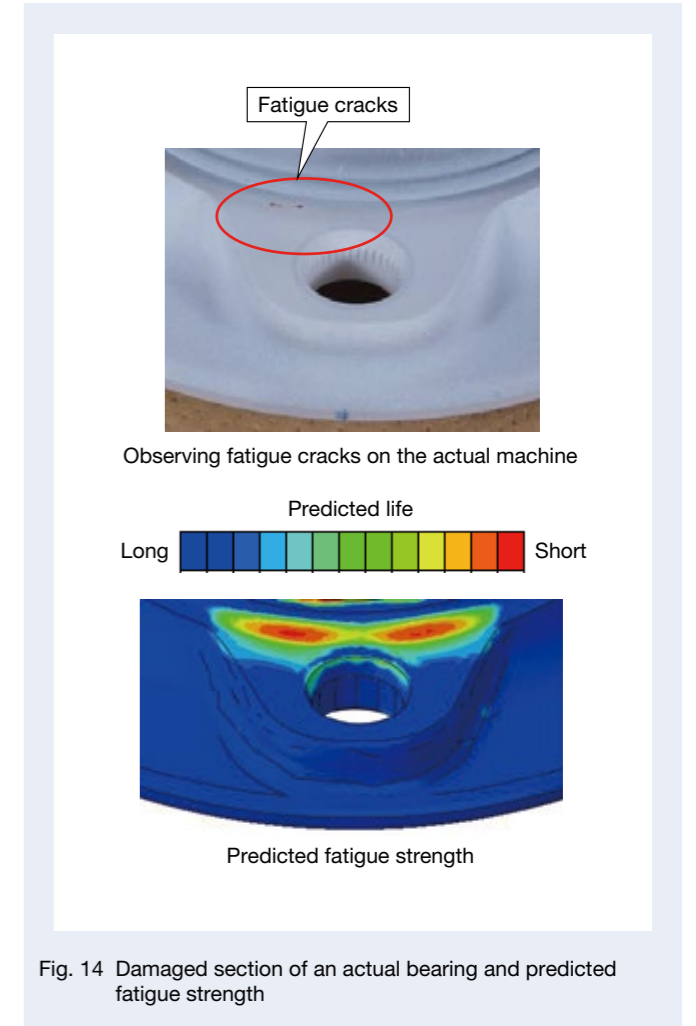 Fatigue cracks
Observing fatigue cracks on the actual machine
Predicted life
Long Short
Predicted fatigue strength
Fig. 14 Damaged section of an actual bearing and predicted
fatigue strength